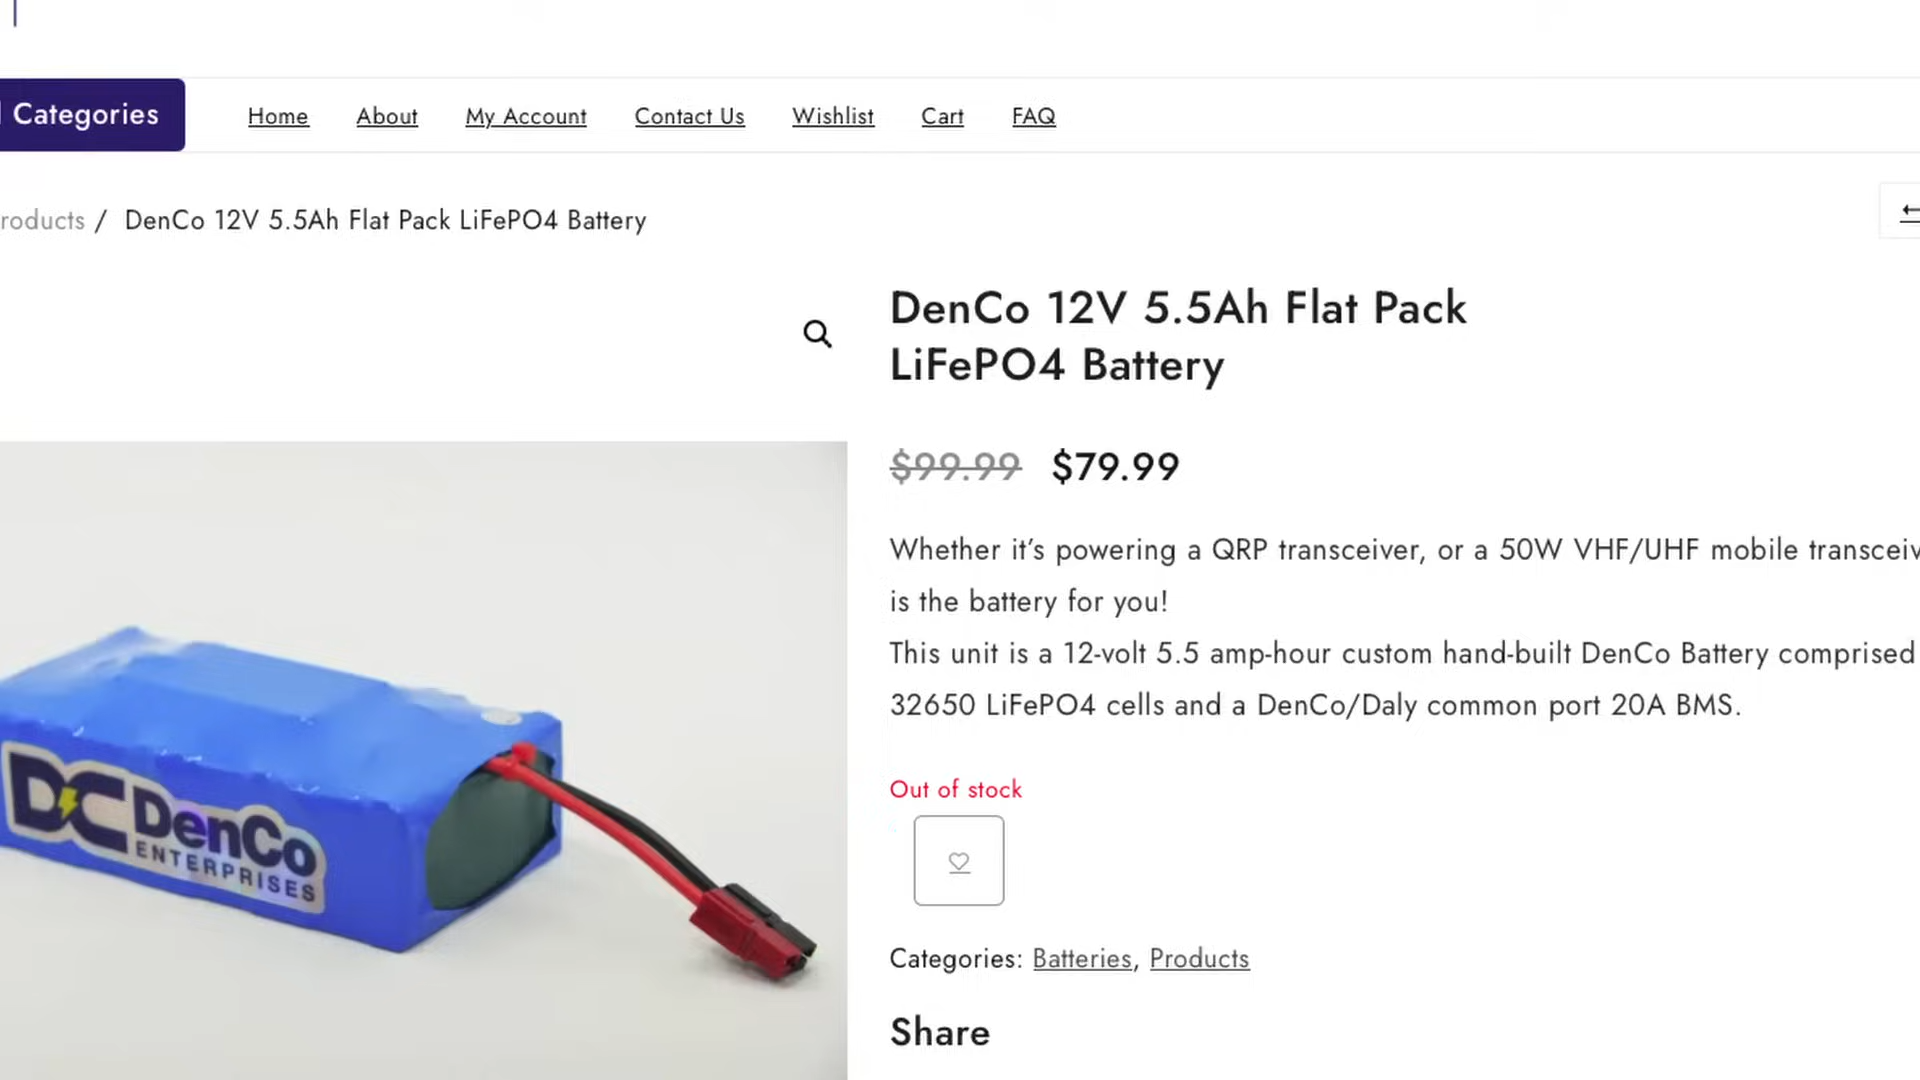 Categories
Home About My Account Contact Us Wishlist Cart FAQ
roducts / DenCo 12V 5.5Ah Flat Pack LiFePO4 Battery
DenCo 12V 5.5Ah Flat Pack
LiFePO4 Battery
$99.99 $79.99
Whether it’s powering a QRP transceiver, or a 50W VHF/UHF mobile transceiv
is the battery for you!
This unit is a 12-volt 5.5 amp-hour custom hand-built DenCo Battery comprised
32650 LiFePO4 cells and a DenCo/Daly common port 20A BMS.
Out of stock
Categories: Batteries, Products
Share
DC DenCo
ENTERPRISES